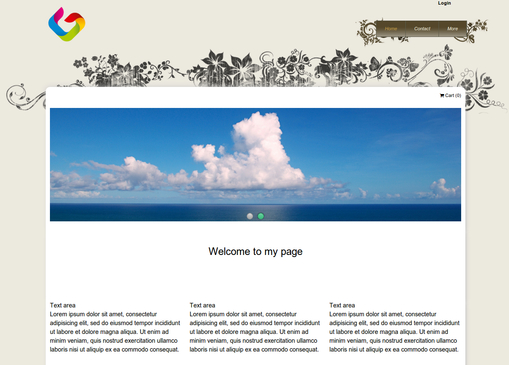 Login
Home Contact More
Cart (0)
Welcome to my page
Text area
Lorem ipsum dolor sit amet, consectetur
adipisicing elit, sed do eiusmod tempor incididunt
ut labore et dolore magna aliqua. Ut enim ad
minim veniam, quis nostrud exercitation ullamco
laboris nisi ut aliquip ex ea commodo consequat.
Text area
Lorem ipsum dolor sit amet, consectetur
adipisicing elit, sed do eiusmod tempor incididunt
ut labore et dolore magna aliqua. Ut enim ad
minim veniam, quis nostrud exercitation ullamco
laboris nisi ut aliquip ex ea commodo consequat.
Text area
Lorem ipsum dolor sit amet, consectetur
adipisicing elit, sed do eiusmod tempor incididunt
ut labore et dolore magna aliqua. Ut enim ad
minim veniam, quis nostrud exercitation ullamco
laboris nisi ut aliquip ex ea commodo consequat.